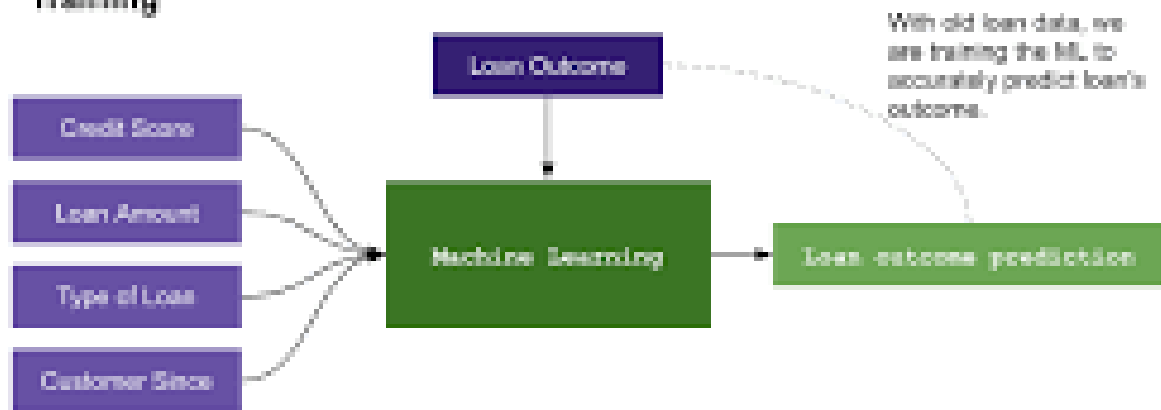 Training
With old loan data, we
are training the ML to
accurately predict loan's
outcome.
Loan Outcome
Credit Score
Loan Amount
Type of Loan
Customer Since
Machine Learning
Loan outcome prediction